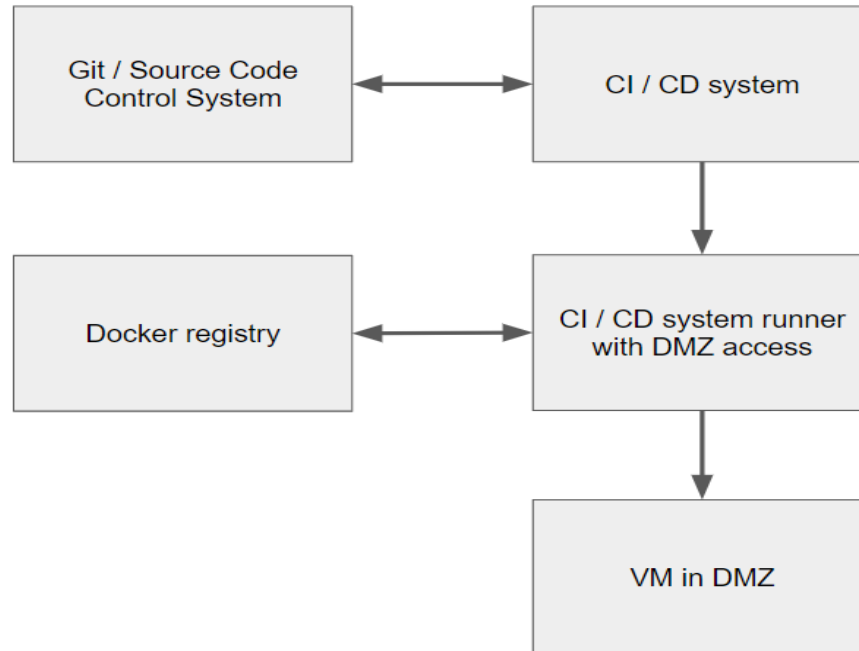 Git / Source Code
Control System
CI / CD system
Docker registry
CI / CD system runner
with DMZ access
VM in DMZ